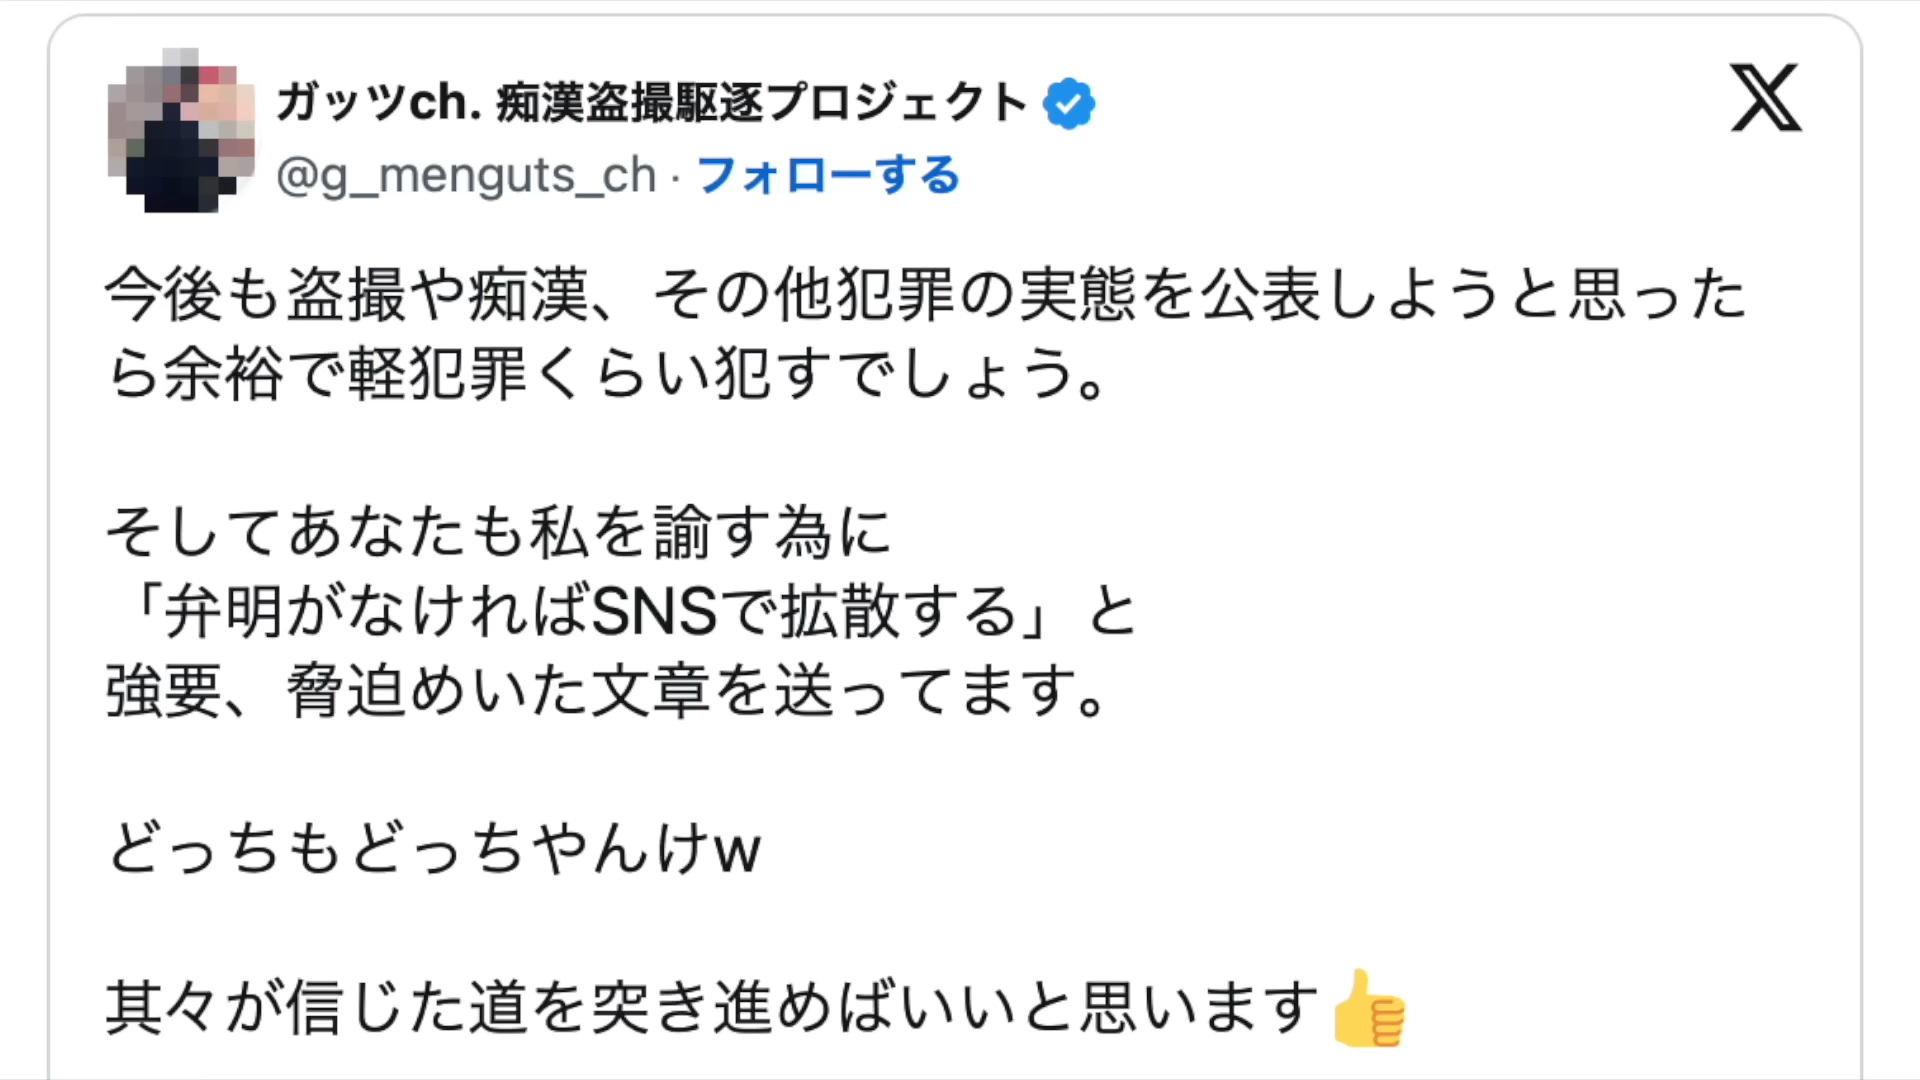 ガッツch. 痴漢盗撮駆逐プロジェクト
@g_menguts_ch · フォローする
今後も盗撮や痴漢、その他犯罪の実態を公表しようと思った
ら余裕で軽犯罪くらい犯すでしょう。
そしてあなたも私を諭す為に
「弁明がなければSNSで拡散する」と
強要、脅迫めいた文章を送ってます。
どっちもどっちやんけw
其々が信じた道を突き進めばいいと思います👍